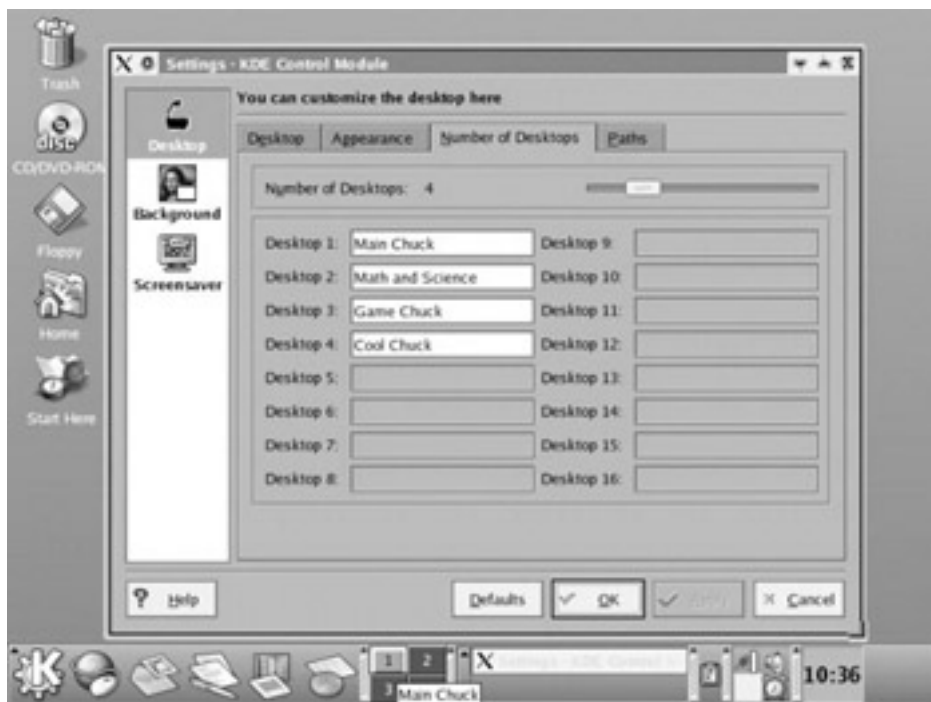 Trash
disc
CD/DVD-ROM
Floppy
Home
Start Here
X Settings - KDE Control Module
Desktop
Background
Screensaver
You can customize the desktop here
Desktop Appearance Number of Desktops Paths
Number of Desktops: 4
Desktop 1: Main Chuck Desktop 9:
Desktop 2: Math and Science Desktop 10:
Desktop 3: Game Chuck Desktop 11:
Desktop 4: Cool Chuck Desktop 12:
Desktop 5: Desktop 13:
Desktop 6: Desktop 14:
Desktop 7: Desktop 15:
Desktop 8: Desktop 16:
? Help Defaults OK Apply Cancel
K 1 2 X Settings - KDE Control 10:36
3 Main Chuck